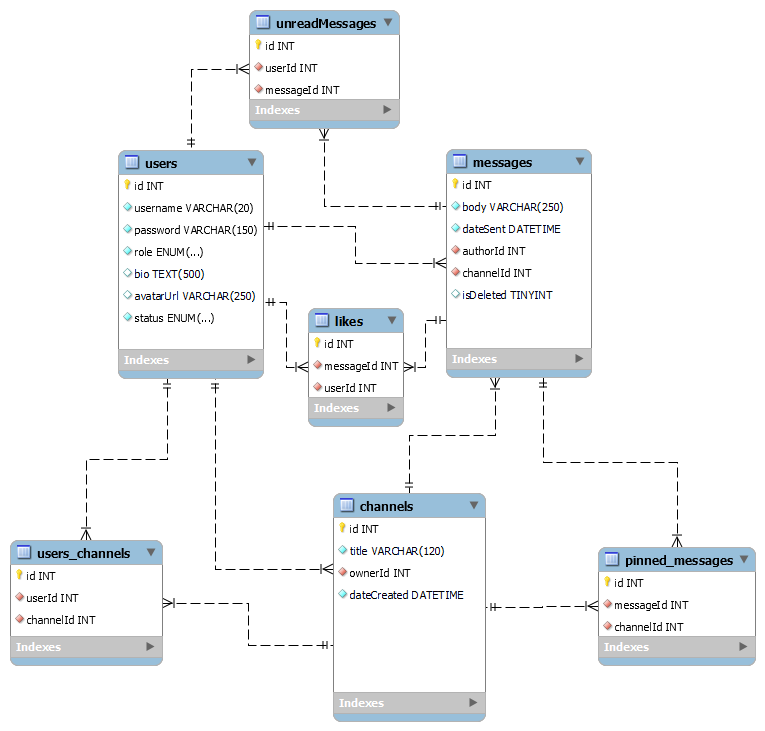 unreadMessages
id INT
userId INT
messageId INT
Indexes
users
id INT
username VARCHAR(20)
password VARCHAR(150)
role ENUM(...)
bio TEXT(500)
avatarUrl VARCHAR(250)
status ENUM(...)
Indexes
messages
id INT
body VARCHAR(250)
dateSent DATETIME
authorId INT
channelId INT
isDeleted TINYINT
Indexes
likes
id INT
messageId INT
userId INT
Indexes
users_channels
id INT
userId INT
channelId INT
Indexes
channels
id INT
title VARCHAR(120)
ownerId INT
dateCreated DATETIME
Indexes
pinned_messages
id INT
messageId INT
channelId INT
Indexes